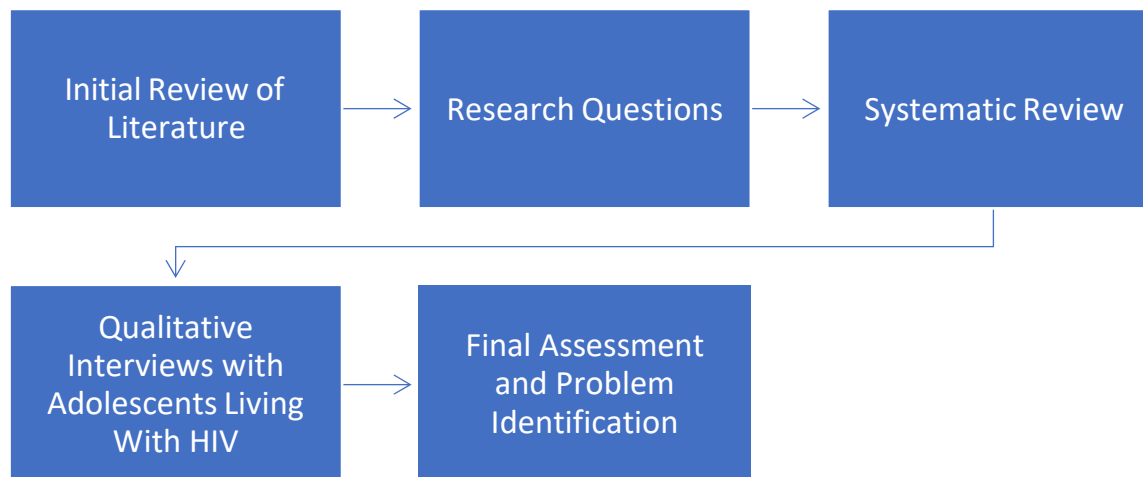 Initial Review of
Literature
Research Questions
Systematic Review
Qualitative
Interviews with
Adolescents Living
With HIV
Final Assessment
and Problem
Identification